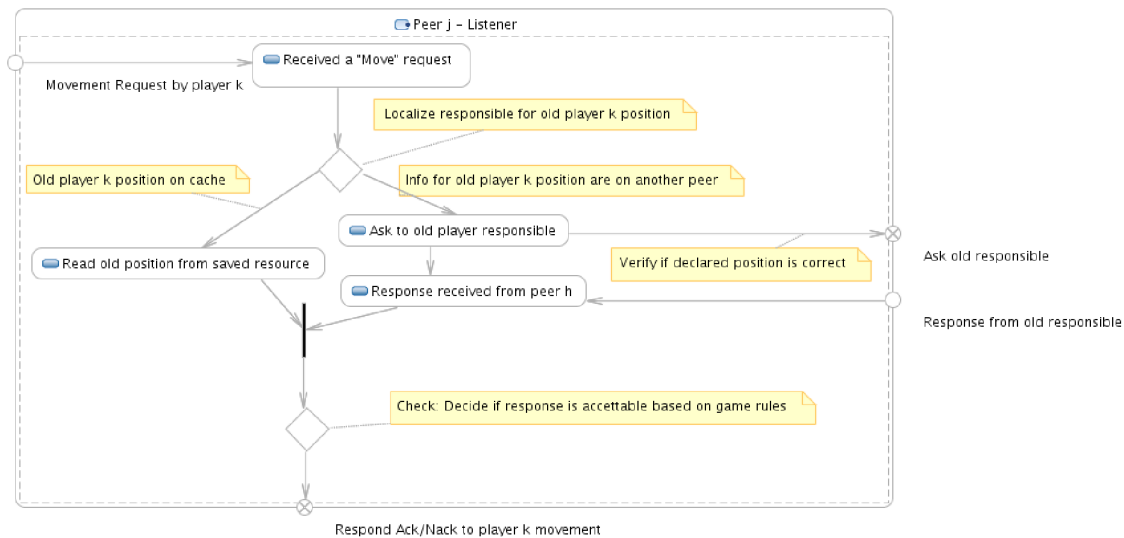 Peer j – Listener
Received a "Move" request
Movement Request by player k
Localize responsible for old player k position
Old player k position on cache
Info for old player k position are on another peer
Ask to old player responsible
Read old position from saved resource
Verify if declared position is correct
Ask old responsible
Response received from peer h
Response from old responsible
Check: Decide if response is accettable based on game rules
Respond Ack/Nack to player k movement